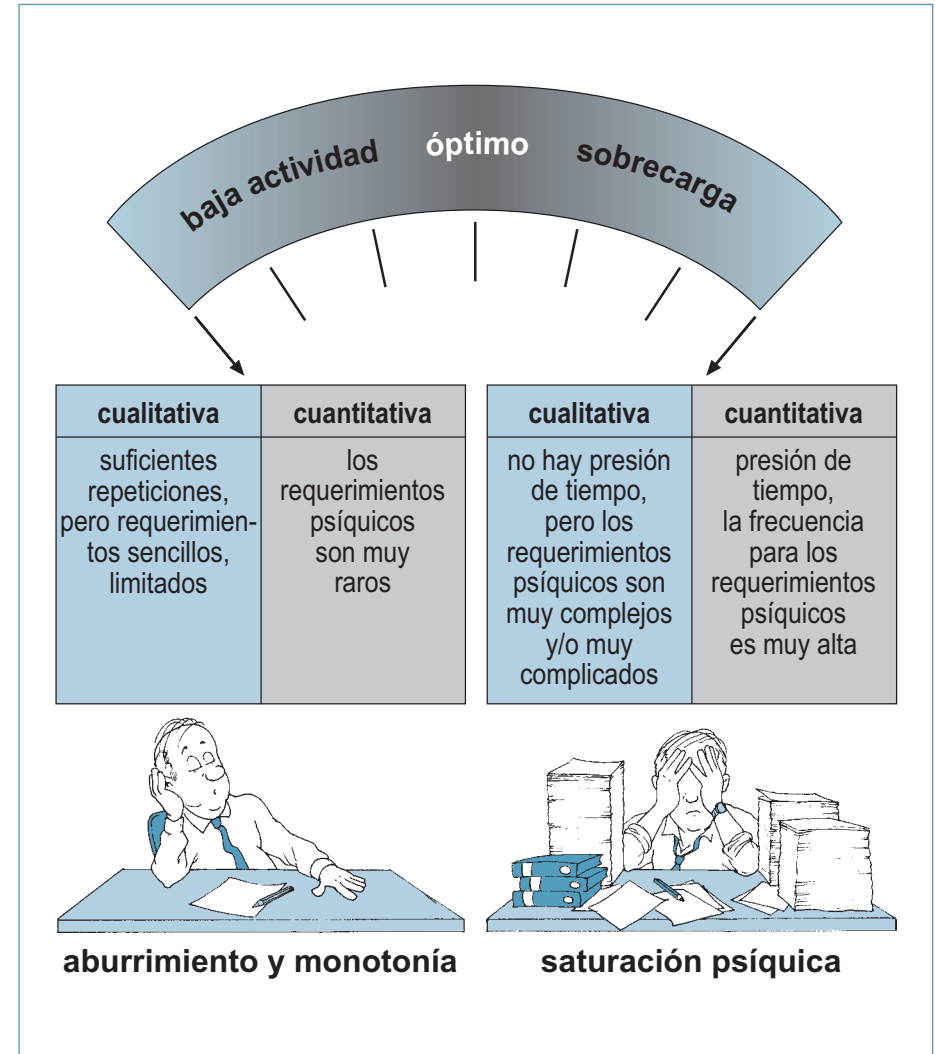 baja actividad
óptimo
sobrecarga
cualitativa
suficientes
repeticiones,
pero requerimien-
tos sencillos,
limitados
cuantitativa
los
requerimientos
psíquicos
son muy
raros
cualitativa
no hay presión
de tiempo,
pero los
requerimientos
psíquicos son
muy complejos
y/o muy
complicados
cuantitativa
presión de
tiempo,
la frecuencia
para los
requerimientos
psíquicos
es muy alta
aburrimiento y monotonía
saturación psíquica